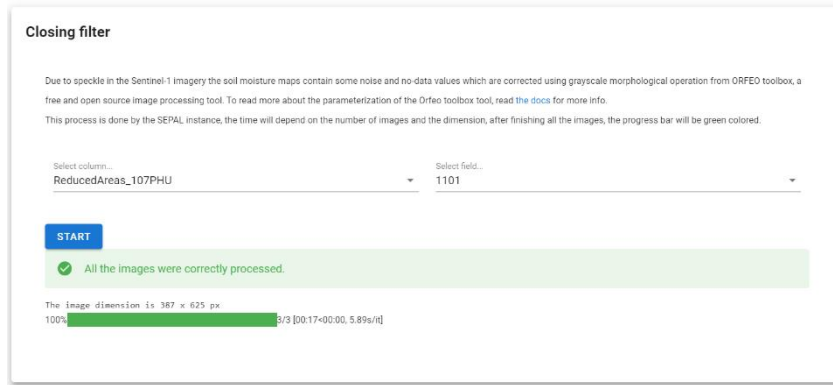 Closing filter
Due to speckle in the Sentinel-1 imagery the soil moisture maps contain some noise and no-data values which are corrected using grayscale morphological operation from ORFEO toolbox, a
free and open source image processing tool. To read more about the parameterization of the Orfeo toolbox tool, read the docs for more info.
This process is done by the SEPAL instance, the time will depend on the number of images and the dimension, after finishing all the images, the progress bar will be green colored.
Select column... Select field...
ReducedAreas_107PHU 1101
START
All the images were correctly processed.
The image dimension is 387 x 625 px
100% 3/3 [00:17<00:00, 5.89s/it]